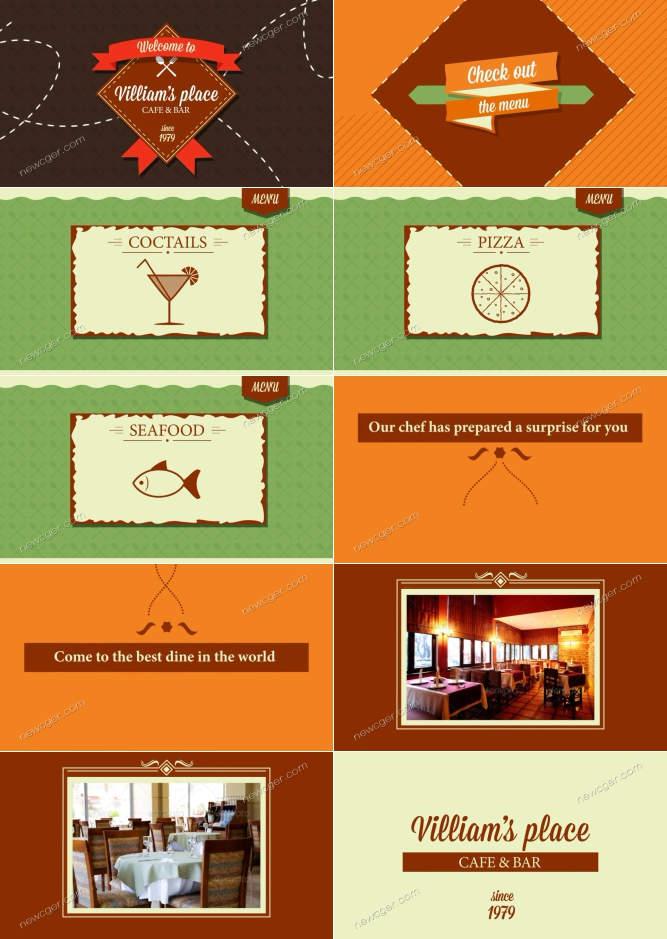 Welcome to
Villiam's place
CAFE & BAR
since
1979
Check out
the menu
MENU
COCTAILS
MENU
PIZZA
MENU
SEAFOOD
Our chef has prepared a surprise for you
Come to the best dine in the world
Villiam's place
CAFE & BAR
since
1979
newcger.com